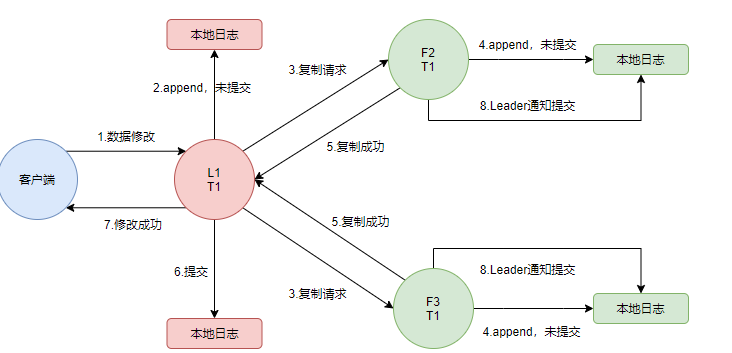 本地日志
F2
T1
4.append，未提交
本地日志
3.复制请求
2.append，未提交
8.Leader通知提交
1.数据修改
5.复制成功
客户端
L1
T1
7.修改成功
5.复制成功
6.提交
8.Leader通知提交
3.复制请求
F3
T1
本地日志
本地日志
4.append，未提交